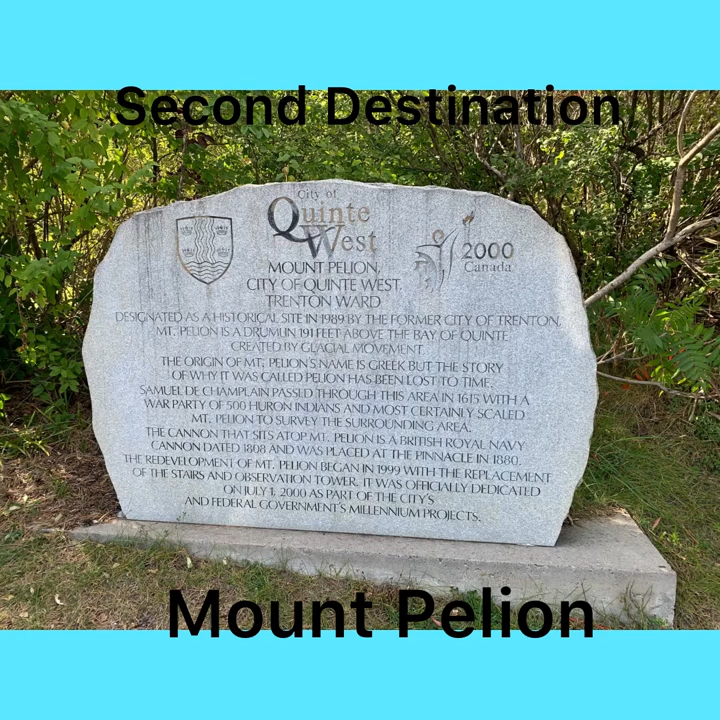 Second Destination
City of
Quinte
West
2000
Canada
MOUNT PELION,
CITY OF QUINTE WEST,
TRENTON WARD
DESIGNATED AS A HISTORICAL SITE IN 1989 BY THE FORMER CITY OF TRENTON,
MT. PELION IS A DRUMLIN 191 FEET ABOVE THE BAY OF QUINTE
CREATED BY GLACIAL MOVEMENT.
THE ORIGIN OF MT. PELION'S NAME IS GREEK BUT THE STORY
OF WHY IT WAS CALLED PELION HAS BEEN LOST TO TIME.
SAMUEL DE CHAMPLAIN PASSED THROUGH THIS AREA IN 1615 WITH A
WAR PARTY OF 500 HURON INDIANS AND MOST CERTAINLY SCALED
MT. PELION TO SURVEY THE SURROUNDING AREA.
THE CANNON THAT SITS ATOP MT. PELION IS A BRITISH ROYAL NAVY
CANNON DATED 1808 AND WAS PLACED AT THE PINNACLE IN 1880.
THE REDEVELOPMENT OF MT. PELION BEGAN IN 1999 WITH THE REPLACEMENT
OF THE STAIRS AND OBSERVATION TOWER. IT WAS OFFICIALLY DEDICATED
ON JULY 1, 2000 AS PART OF THE CITY'S
AND FEDERAL GOVERNMENT'S MILLENNIUM PROJECTS.
Mount Pelion